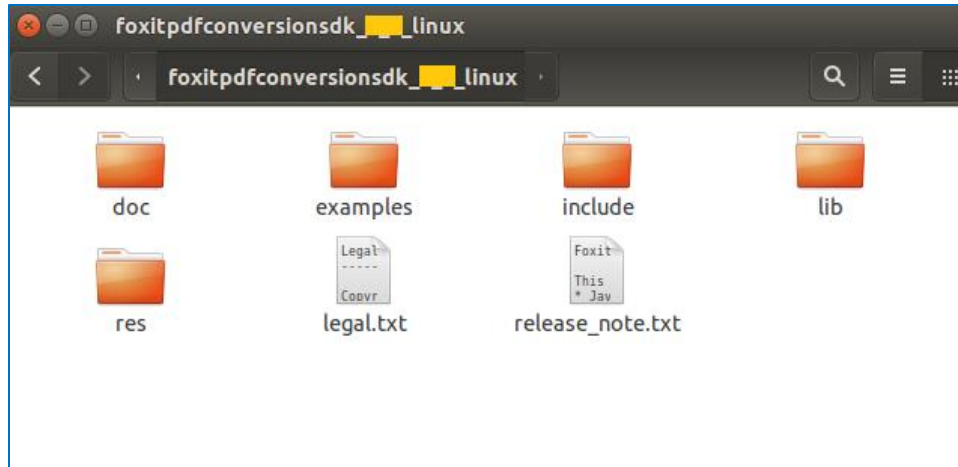 foxitpdfconversionsdk_ _linux
foxitpdfconversionsdk_ _linux
doc examples include lib
Legal
-----
Copyr
Foxit
This
* Jav
res legal.txt release_note.txt